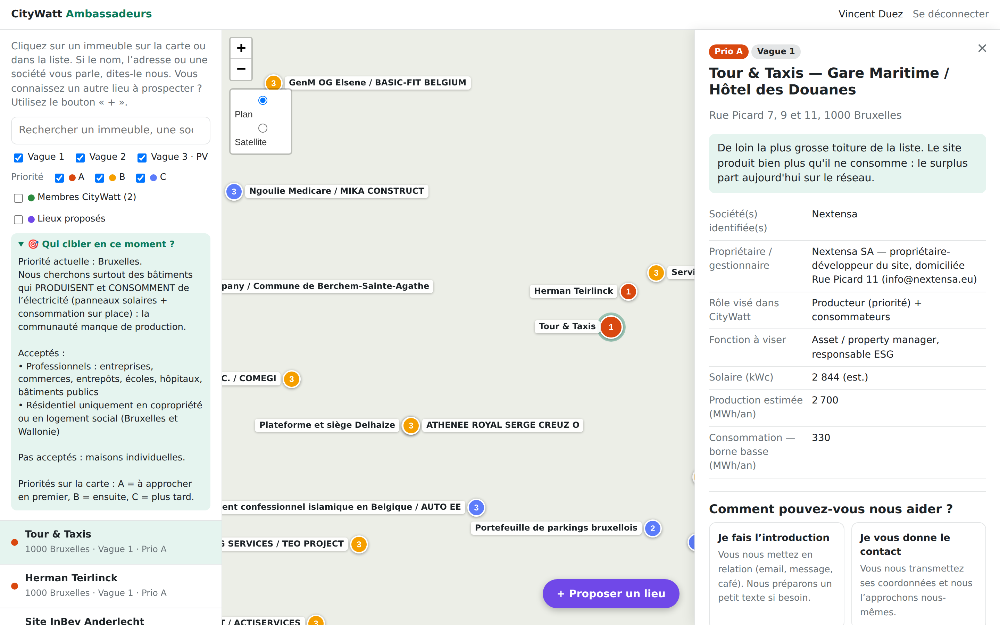 CityWatt Ambassadeurs
Vincent Duez Se déconnecter
Cliquez sur un immeuble sur la carte ou
dans la liste. Si le nom, l’adresse ou une
société vous parle, dites-le nous. Vous
connaissez un autre lieu à prospecter ?
Utilisez le bouton « + ».
Rechercher un immeuble, une soc
Vague 1 Vague 2 Vague 3 · PV
Priorité A B C
Membres CityWatt (2)
Lieux proposés
Qui cibler en ce moment ?
Priorité actuelle : Bruxelles.
Nous cherchons surtout des bâtiments
qui PRODUISENT et CONSOMMENT de
l’électricité (panneaux solaires +
consommation sur place) : la
communauté manque de production.
Acceptés :
• Professionnels : entreprises,
commerces, entrepôts, écoles, hôpitaux,
bâtiments publics
• Résidentiel uniquement en copropriété
ou en logement social (Bruxelles et
Wallonie)
Pas acceptés : maisons individuelles.
Priorités sur la carte : A = à approcher
en premier, B = ensuite, C = plus tard.
Tour & Taxis
1000 Bruxelles · Vague 1 · Prio A
Herman Teirlinck
1000 Bruxelles · Vague 1 · Prio A
Site InBev Anderlecht
+
−
3 GenM OG Elsene / BASIC-FIT BELGIUM
Plan
Satellite
3 Ngoulie Medicare / MIKA CONSTRUCT
3 Servi
pany / Commune de Berchem-Sainte-Agathe
Herman Teirlinck 1
Tour & Taxis 1
C. / COMEGI 3
Plateforme et siège Delhaize 3 ATHENEE ROYAL SERGE CREUZ O
ent confessionnel islamique en Belgique / AUTO EE 3
Portefeuille de parkings bruxellois 2
G SERVICES / TEO PROJECT 3
+ Proposer un lieu
T / ACTISERVICES 3
Prio A Vague 1
✕
Tour & Taxis — Gare Maritime /
Hôtel des Douanes
Rue Picard 7, 9 et 11, 1000 Bruxelles
De loin la plus grosse toiture de la liste. Le site
produit bien plus qu'il ne consomme : le surplus
part aujourd'hui sur le réseau.
Société(s) Nextensa
identifiée(s)
Propriétaire / Nextensa SA — propriétaire-
gestionnaire développeur du site, domiciliée
Rue Picard 11 (info@nextensa.eu)
Rôle visé dans Producteur (priorité) +
CityWatt consommateurs
Fonction à viser Asset / property manager,
responsable ESG
Solaire (kWc) 2 844 (est.)
Production estimée 2 700
(MWh/an)
Consommation — 330
borne basse
(MWh/an)
Comment pouvez-vous nous aider ?
Je fais l’introduction
Vous nous mettez en
relation (email, message,
café). Nous préparons un
petit texte si besoin.
Je vous donne le
contact
Vous nous transmettez
ses coordonnées et nous
l’approchons nous-
mêmes.